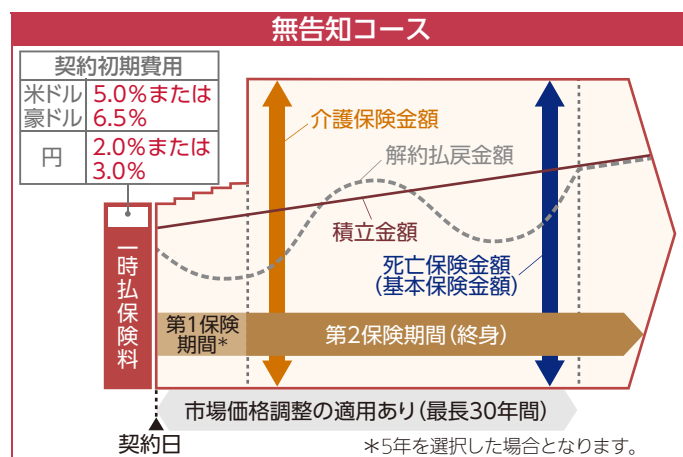 無告知コース
契約初期費用
米ドル
豪ドル
5.0%または
6.5%
円
2.0%または
3.0%
介護保険金額
解約払戻金額
積立金額
死亡保険金額
(基本保険金額)
一時払保険料
第1保険
期間*
第2保険期間(終身)
市場価格調整の適用あり(最長30年間)
契約日
*5年を選択した場合となります。